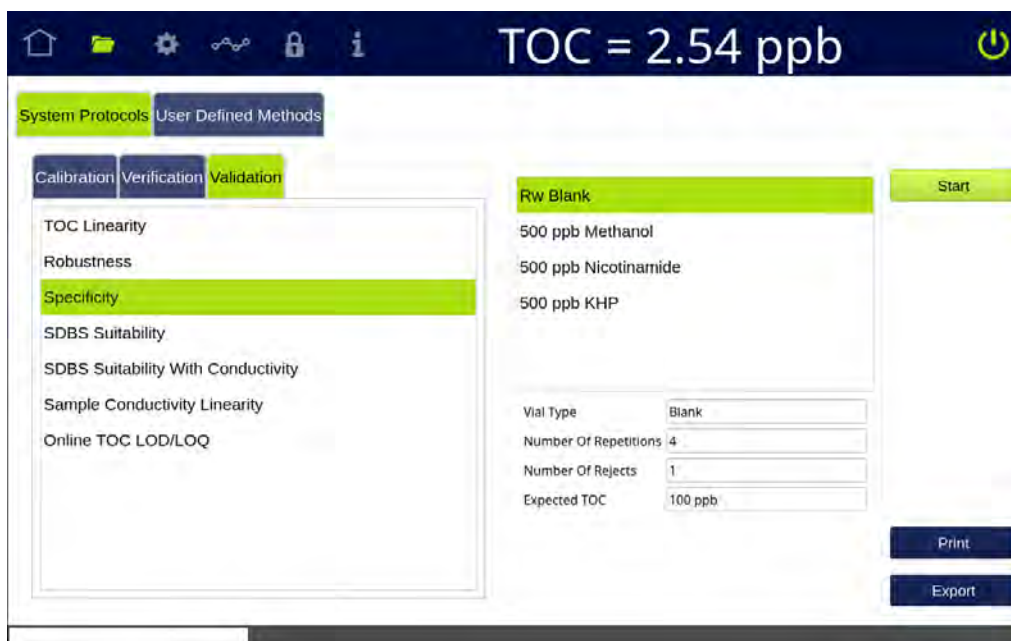 TOC = 2.54 ppb
System Protocols User Defined Methods
Calibration Verification Validation
TOC Linearity
Robustness
Specificity
SDBS Suitability
SDBS Suitability With Conductivity
Sample Conductivity Linearity
Online TOC LOD/LOQ
Rw Blank
500 ppb Methanol
500 ppb Nicotinamide
500 ppb KHP
Vial Type Blank
Number Of Repetitions 4
Number Of Rejects 1
Expected TOC 100 ppb
Start
Print
Export